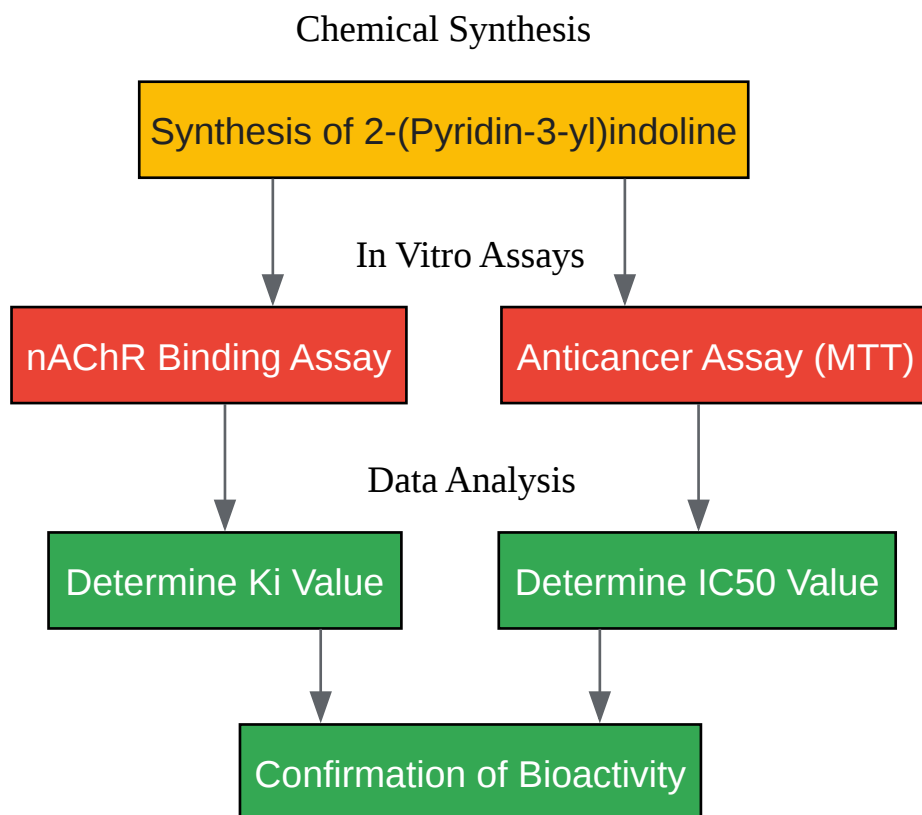 Chemical Synthesis
Synthesis of 2-(Pyridin-3-yl)indoline
In Vitro Assays
nAChR Binding Assay
Anticancer Assay (MTT)
Data Analysis
Determine Ki Value
Determine IC50 Value
Confirmation of Bioactivity